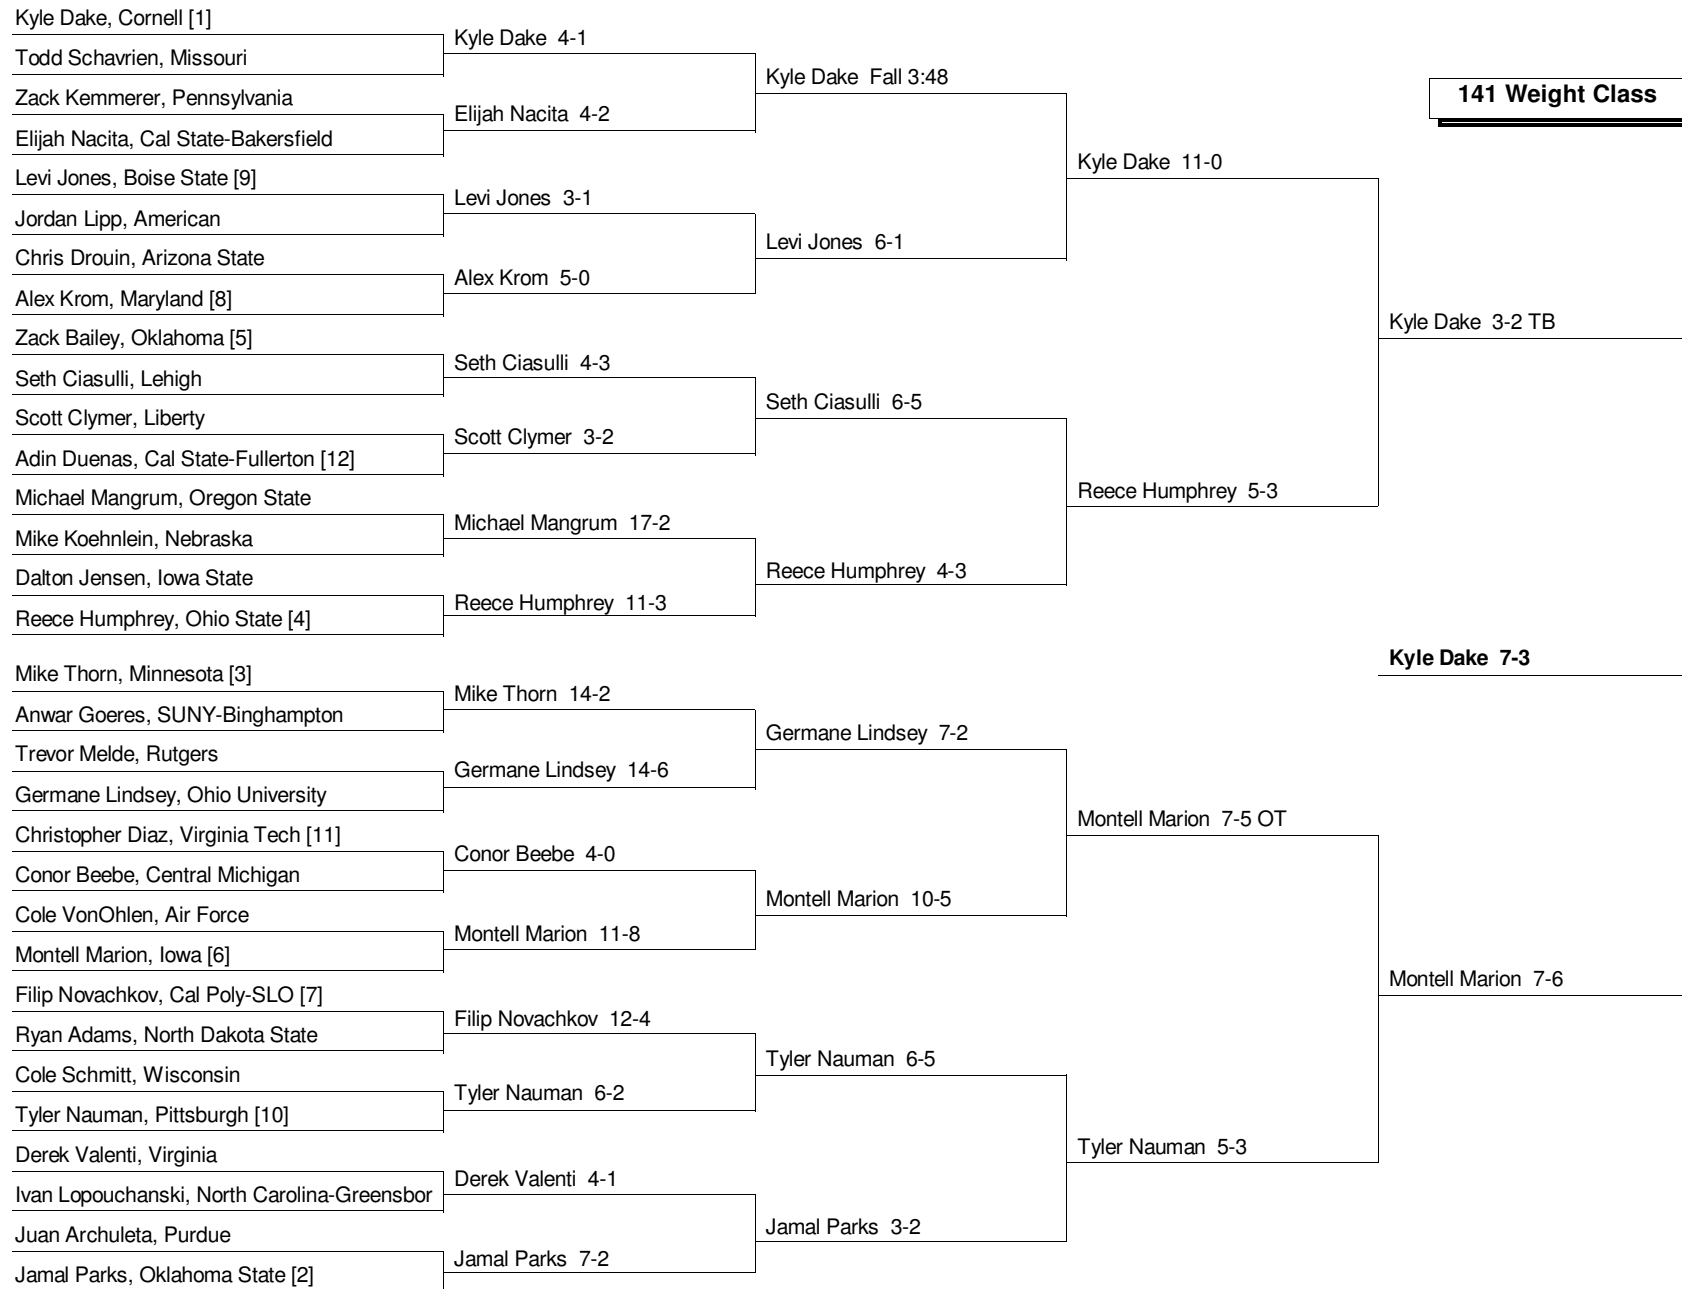 Kyle Dake, Cornell [1]
Todd Schavrien, Missouri
Zack Kemmerer, Pennsylvania
Elijah Nacita, Cal State-Bakersfield
Levi Jones, Boise State [9]
Jordan Lipp, American
Chris Drouin, Arizona State
Alex Krom, Maryland [8]
Zack Bailey, Oklahoma [5]
Seth Ciasulli, Lehigh
Scott Clymer, Liberty
Adin Duenas, Cal State-Fullerton [12]
Michael Mangrum, Oregon State
Mike Koehnlein, Nebraska
Dalton Jensen, Iowa State
Reece Humphrey, Ohio State [4]
Mike Thorn, Minnesota [3]
Anwar Goeres, SUNY-Binghampton
Trevor Melde, Rutgers
Germane Lindsey, Ohio University
Christopher Diaz, Virginia Tech [11]
Conor Beebe, Central Michigan
Cole VonOhlen, Air Force
Montell Marion, Iowa [6]
Filip Novachkov, Cal Poly-SLO [7]
Ryan Adams, North Dakota State
Cole Schmitt, Wisconsin
Tyler Nauman, Pittsburgh [10]
Derek Valenti, Virginia
Ivan Lopouchanski, North Carolina-Greensbor
Juan Archuleta, Purdue
Jamal Parks, Oklahoma State [2]
Kyle Dake 4-1
Elijah Nacita 4-2
Levi Jones 3-1
Alex Krom 5-0
Seth Ciasulli 4-3
Scott Clymer 3-2
Michael Mangrum 17-2
Reece Humphrey 11-3
Mike Thorn 14-2
Germane Lindsey 14-6
Conor Beebe 4-0
Montell Marion 11-8
Filip Novachkov 12-4
Tyler Nauman 6-2
Derek Valenti 4-1
Jamal Parks 7-2
Kyle Dake Fall 3:48
Levi Jones 6-1
Seth Ciasulli 6-5
Reece Humphrey 4-3
Germane Lindsey 7-2
Montell Marion 10-5
Tyler Nauman 6-5
Jamal Parks 3-2
Kyle Dake 11-0
Reece Humphrey 5-3
Montell Marion 7-5 OT
Tyler Nauman 5-3
141 Weight Class
Kyle Dake 3-2 TB
Kyle Dake 7-3
Montell Marion 7-6